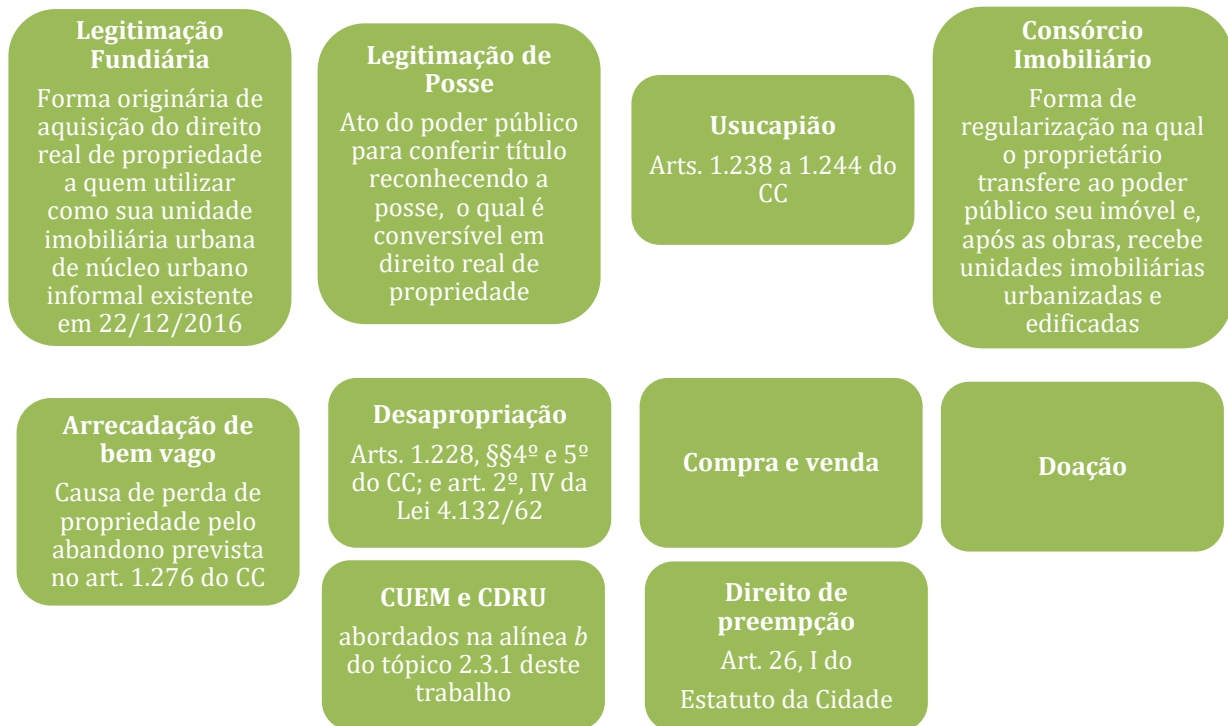 Legitimação
Fundiária
Forma originária de
aquisição do direito
real de propriedade
a quem utilizar
como sua unidade
imobiliária urbana
de núcleo urbano
informal existente
em 22/12/2016
Legitimação de
Posse
Ato do poder público
para conferir título
reconhecendo a
posse, o qual é
conversível em
direito real de
propriedade
Usucapião
Arts. 1.238 a 1.244 do
CC
Consórcio
Imobiliário
Forma de
regularização na qual
o proprietário
transfere ao poder
público seu imóvel e,
após as obras, recebe
unidades imobiliárias
urbanizadas e
edificadas
Arrecadação de
bem vago
Causa de perda de
propriedade pelo
abandono prevista
no art. 1.276 do CC
Desapropriação
Arts. 1.228, §§4º e 5º
do CC; e art. 2º, IV da
Lei 4.132/62
Compra e venda
Doação
CUEM e CDRU
abordados na alínea b
do tópico 2.3.1 deste
trabalho
Direito de
preempção
Art. 26, I do
Estatuto da Cidade